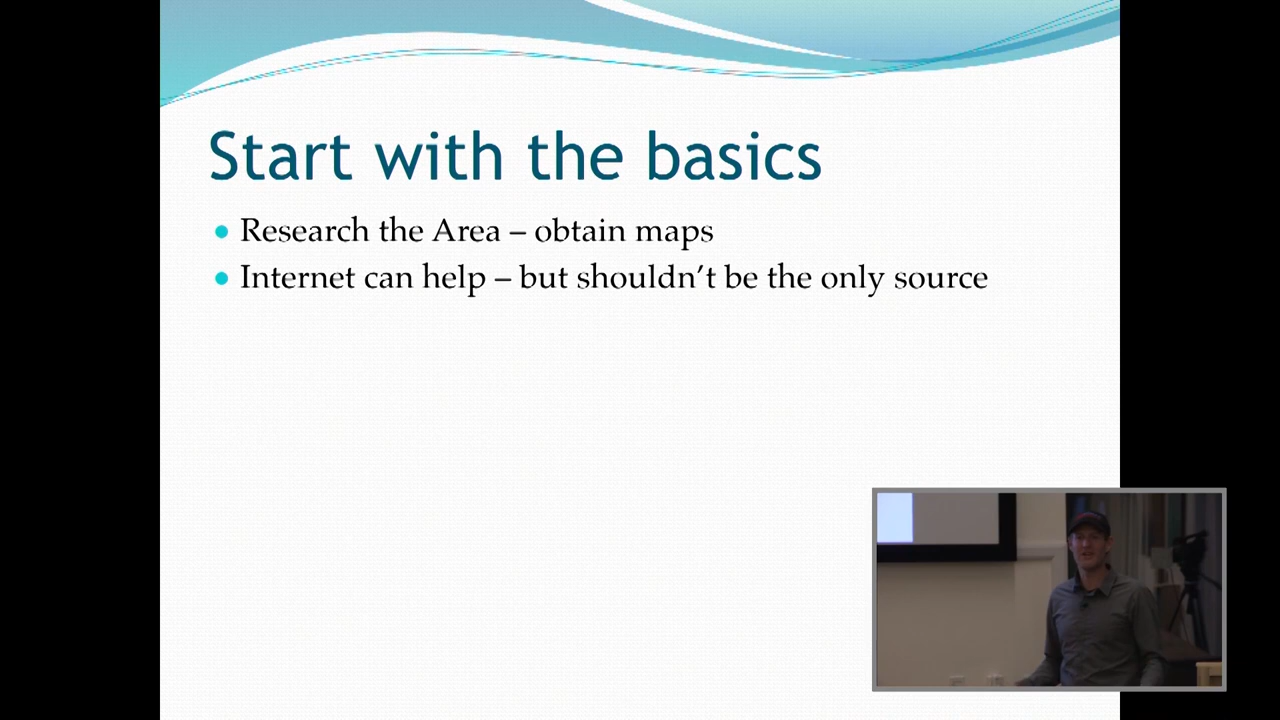 Start with the basics
Research the Area – obtain maps
Internet can help – but shouldn’t be the only source